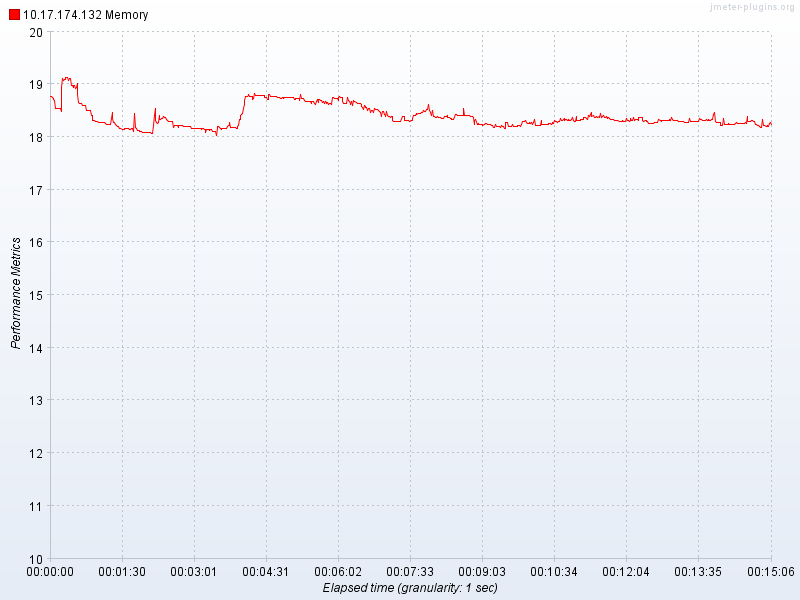 jmeter-plugins.org
10.17.174.132 Memory
20
19
18
17
16
15
14
13
12
11
10
Performance Metrics
00:00:00 00:01:30 00:03:01 00:04:31 00:06:02 00:07:33 00:09:03 00:10:34 00:12:04 00:13:35 00:15:06
Elapsed time (granularity: 1 sec)